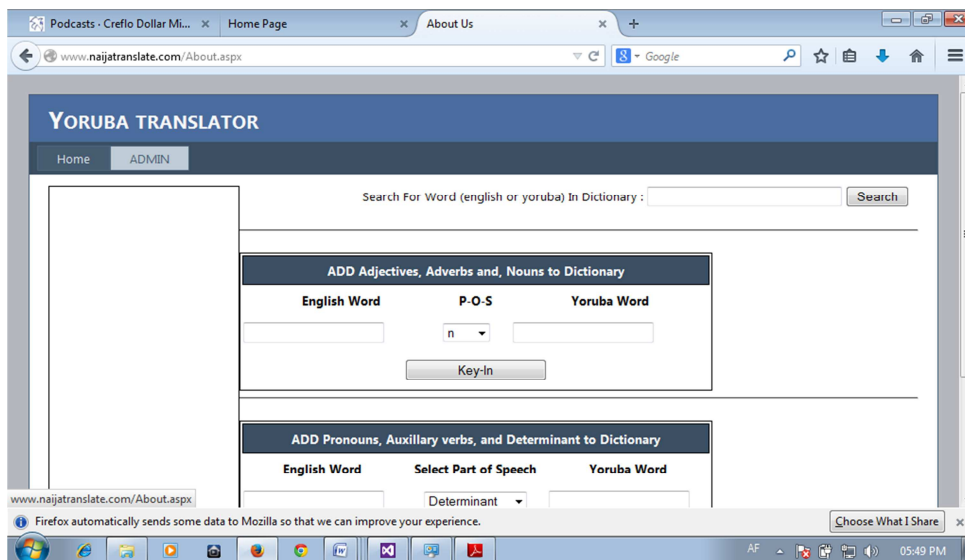 Podcasts · Creflo Dollar Mi...
Home Page
About Us
www.naijatranslate.com/About.aspx
Google
YORUBA TRANSLATOR
Home
ADMIN
Search For Word (english or yoruba) In Dictionary :
Search
ADD Adjectives, Adverbs and, Nouns to Dictionary
English Word P-O-S Yoruba Word
n
Key-In
ADD Pronouns, Auxillary verbs, and Determinant to Dictionary
English Word Select Part of Speech Yoruba Word
Determinant
www.naijatranslate.com/About.aspx
Firefox automatically sends some data to Mozilla so that we can improve your experience.
Choose What I Share
AF
05:49 PM